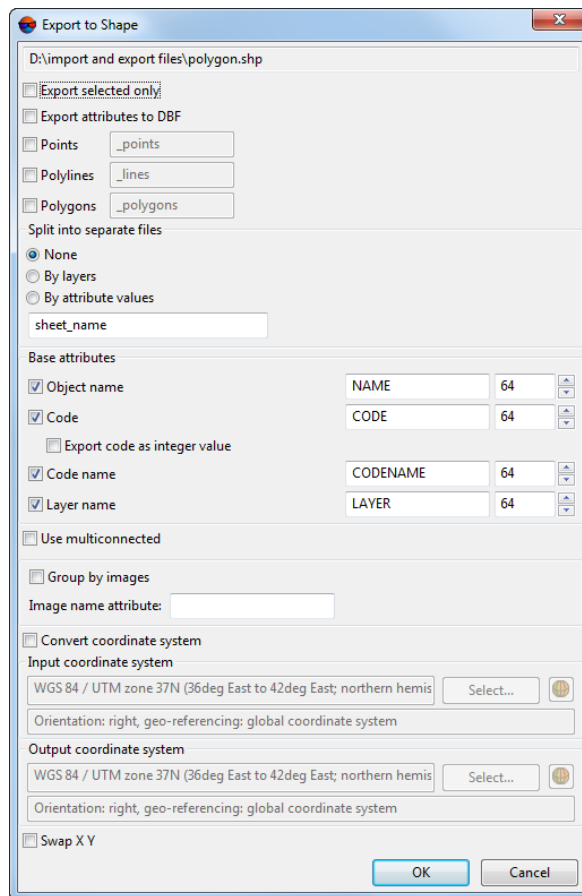 Export to Shape
D:\import and export files\polygon.shp
Export selected only
Export attributes to DBF
Points _points
Polylines _lines
Polygons _polygons
Split into separate files
None
By layers
By attribute values
sheet_name
Base attributes
Object name NAME 64
Code CODE 64
Export code as integer value
Code name CODENAME 64
Layer name LAYER 64
Use multiconnected
Group by images
Image name attribute:
Convert coordinate system
Input coordinate system
WGS 84 / UTM zone 37N (36deg East to 42deg East; northern hemis Select...
Orientation: right, geo-referencing: global coordinate system
Output coordinate system
WGS 84 / UTM zone 37N (36deg East to 42deg East; northern hemis Select...
Orientation: right, geo-referencing: global coordinate system
Swap X Y
OK Cancel